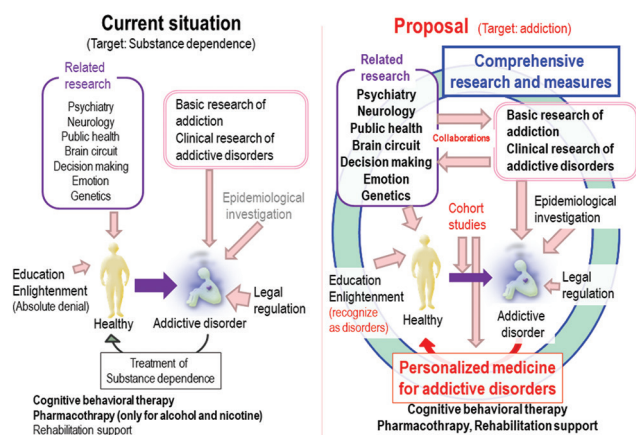 Current situation
(Target: Substance dependence)
Related
research
Psychiatry
Neurology
Public health
Brain circuit
Decision making
Emotion
Genetics
Basic research of
addiction
Clinical research of
addictive disorders
Epidemiological
investigation
Education
Enlightenment
(Absolute denial)
Healthy
Addictive disorder
Legal
regulation
Treatment of
Substance dependence
Cognitive behavioral therapy
Pharmacothrapy (only for alcohol and nicotine)
Rehabilitation support
Proposal (Target: addiction)
Related
research
Comprehensive
research and measures
Psychiatry
Neurology
Public health
Brain circuit
Decision making
Emotion
Genetics
Collaborations
Basic research of
addiction
Clinical research of
addictive disorders
Cohort
studies
Epidemiological
investigation
Education
Enlightenment
(recognize
as disorders)
Healthy
Addictive
disorder
Legal
regulation
Personalized medicine
for addictive disorders
Cognitive behavioral therapy
Pharmacothrapy, Rehabilitation support